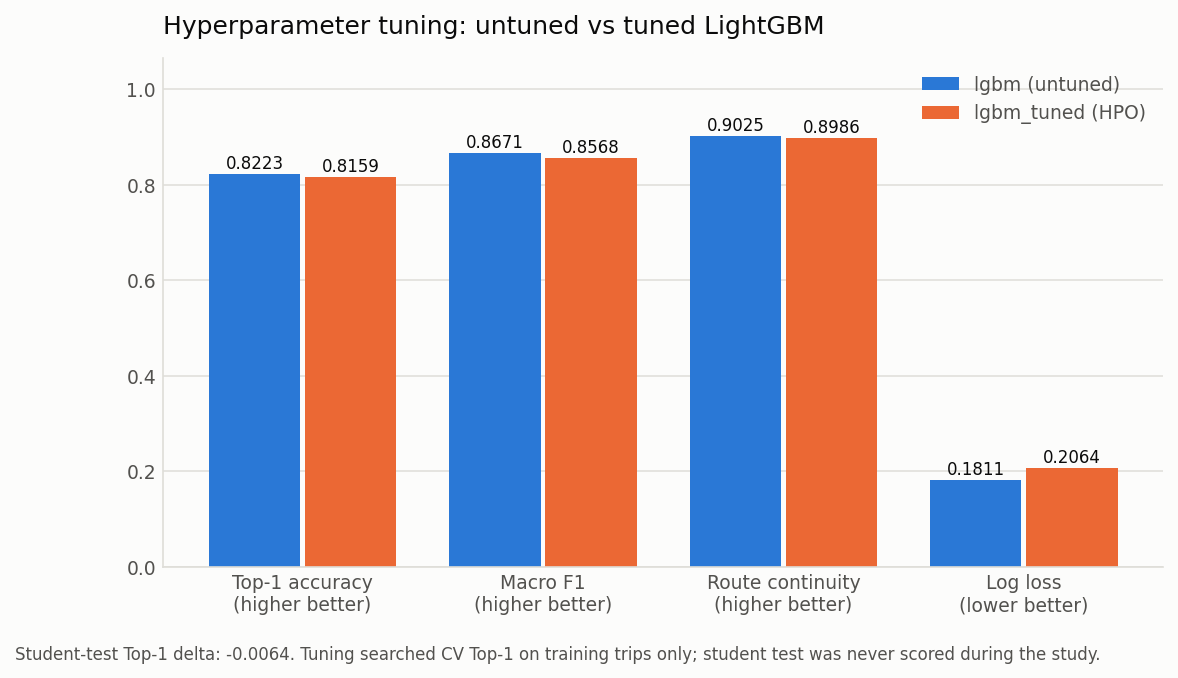 Hyperparameter tuning: untuned vs tuned LightGBM
lgbm (untuned)
lgbm_tuned (HPO)
1.0
0.8
0.6
0.4
0.2
0.0
0.8223
0.8159
0.8671
0.8568
0.9025
0.8986
0.1811
0.2064
Top-1 accuracy
(higher better)
Macro F1
(higher better)
Route continuity
(higher better)
Log loss
(lower better)
Student-test Top-1 delta: -0.0064. Tuning searched CV Top-1 on training trips only; student test was never scored during the study.